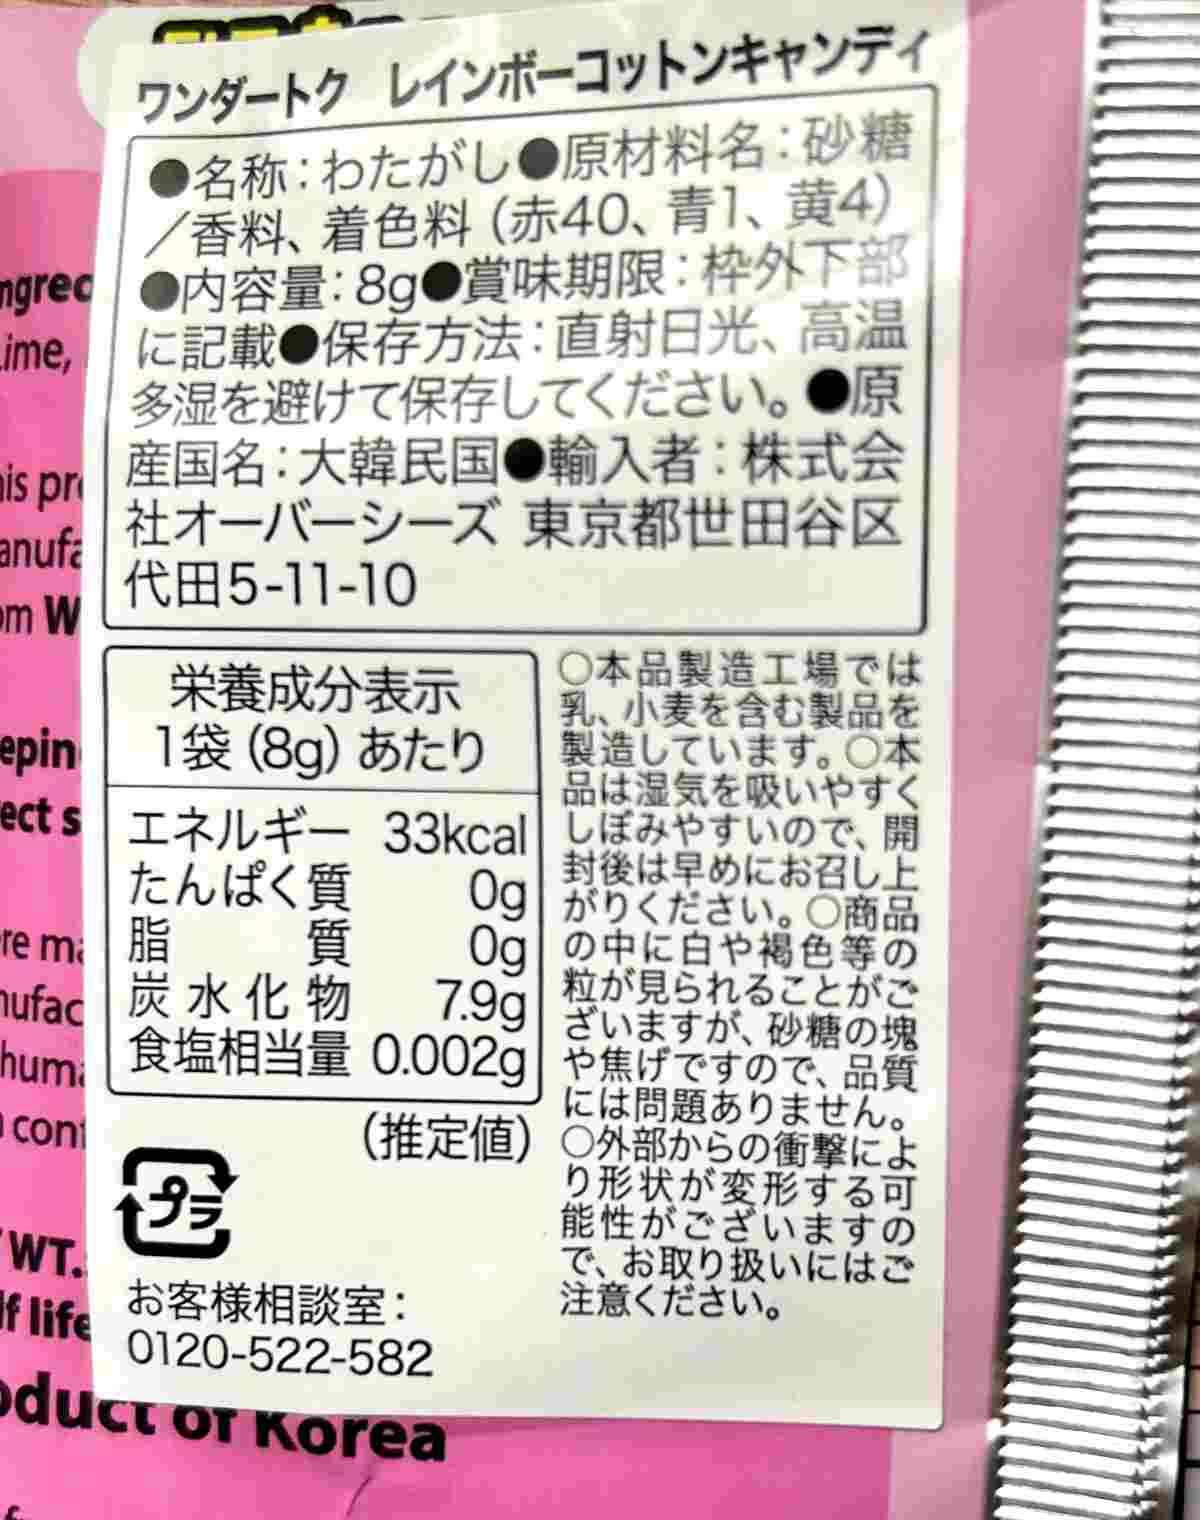 ワンダートク レインボーコットンキャンディ
●名称：わたがし●原材料名：砂糖
／香料、着色料（赤40、青1、黄4）
●内容量：8g●賞味期限：枠外下部
に記載●保存方法：直射日光、高温
多湿を避けて保存してください。●原
産国名：大韓民国●輸入者：株式会
社オーバーシーズ 東京都世田谷区
代田5-11-10
栄養成分表示
1袋（8g）あたり
エネルギー 33kcal
たんぱく質 0g
脂質 0g
炭水化物 7.9g
食塩相当量 0.002g
（推定値）
プラ
お客様相談室：
0120-522-582
○本品製造工場では
乳、小麦を含む製品を
製造しています。○本
品は湿気を吸いやすく
しぼみやすいので、開
封後は早めにお召し上
がりください。○商品
の中に白や褐色等の
粒が見られることがご
ざいますが、砂糖の塊
や焦げですので、品質
には問題ありません。
○外部からの衝撃によ
り形状が変形する可
能性がございますの
で、お取り扱いにはご
注意ください。
ngrec
ime,
is pr
anufa
om W
epin
ect s
re ma
nufac
huma
conf
WT.
lf life
oduct of Korea